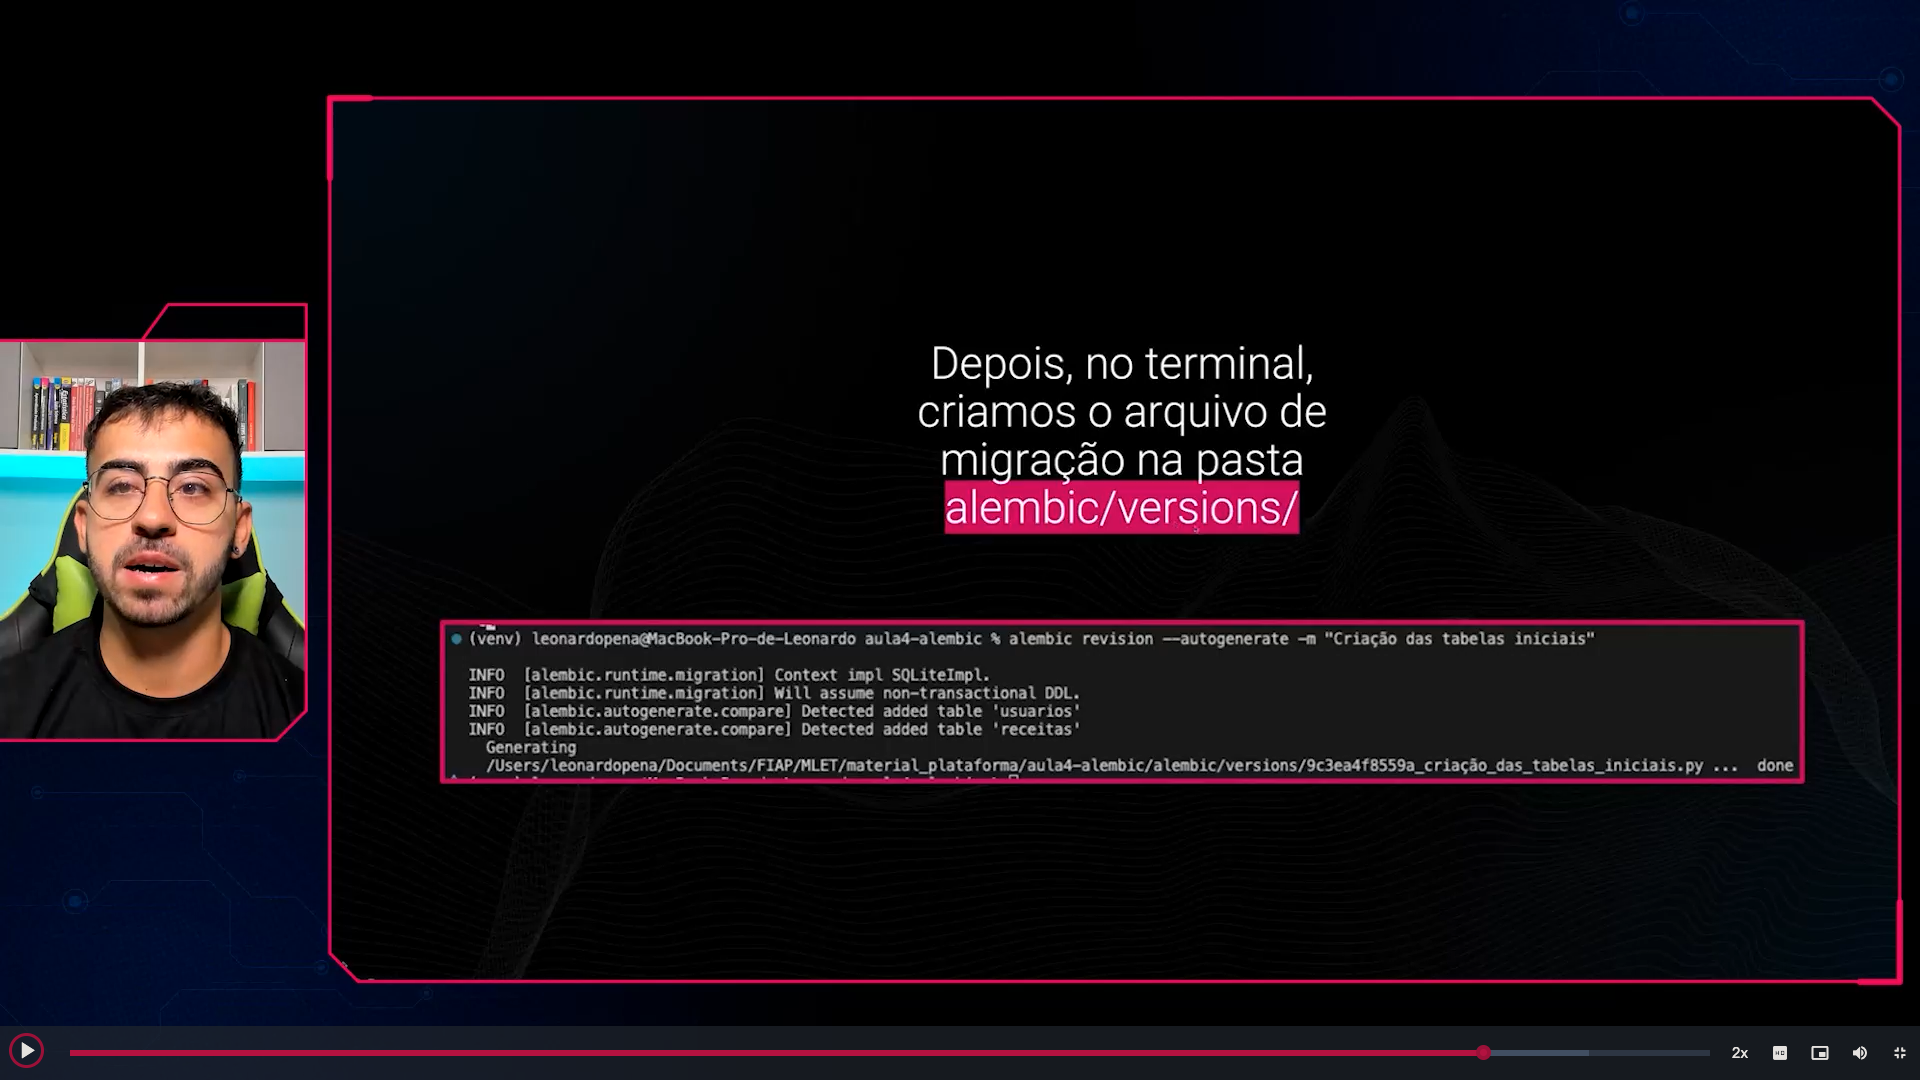 Depois, no terminal,
criamos o arquivo de
migração na pasta
alembic/versions/
(venv) leonardopena@MacBook-Pro-de-Leonardo aula4-alembic % alembic revision --autogenerate -m "Criação das tabelas iniciais"
INFO [alembic.runtime.migration] Context impl SQLiteImpl.
INFO [alembic.runtime.migration] Will assume non-transactional DDL.
INFO [alembic.autogenerate.compare] Detected added table 'usuarios'
INFO [alembic.autogenerate.compare] Detected added table 'receitas'
Generating
/Users/leonardopena/Documents/FIAP/MLET/material_plataforma/aula4-alembic/alembic/versions/9c3ea4f8559a_criação_das_tabelas_iniciais.py ... done
2x
HD